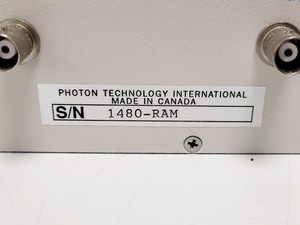 PHOTON TECHNOLOGY INTERNATIONAL
MADE IN CANADA
S/N 1480-RAM